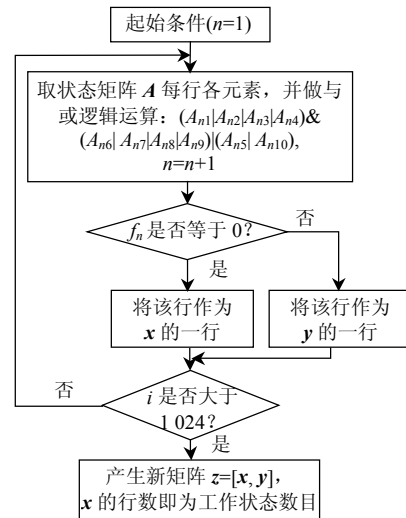 起始条件(n=1)
取状态矩阵 A 每行各元素，并做与
或逻辑运算：(An1|An2|An3|An4)&
(An6| An7|An8|An9)|(An5| An10),
n=n+1
fn 是否等于 0？
否
是
将该行作为
x 的一行
将该行作为
y 的一行
否
i 是否大于
1 024？
是
产生新矩阵 z=[x, y]，
x 的行数即为工作状态数目